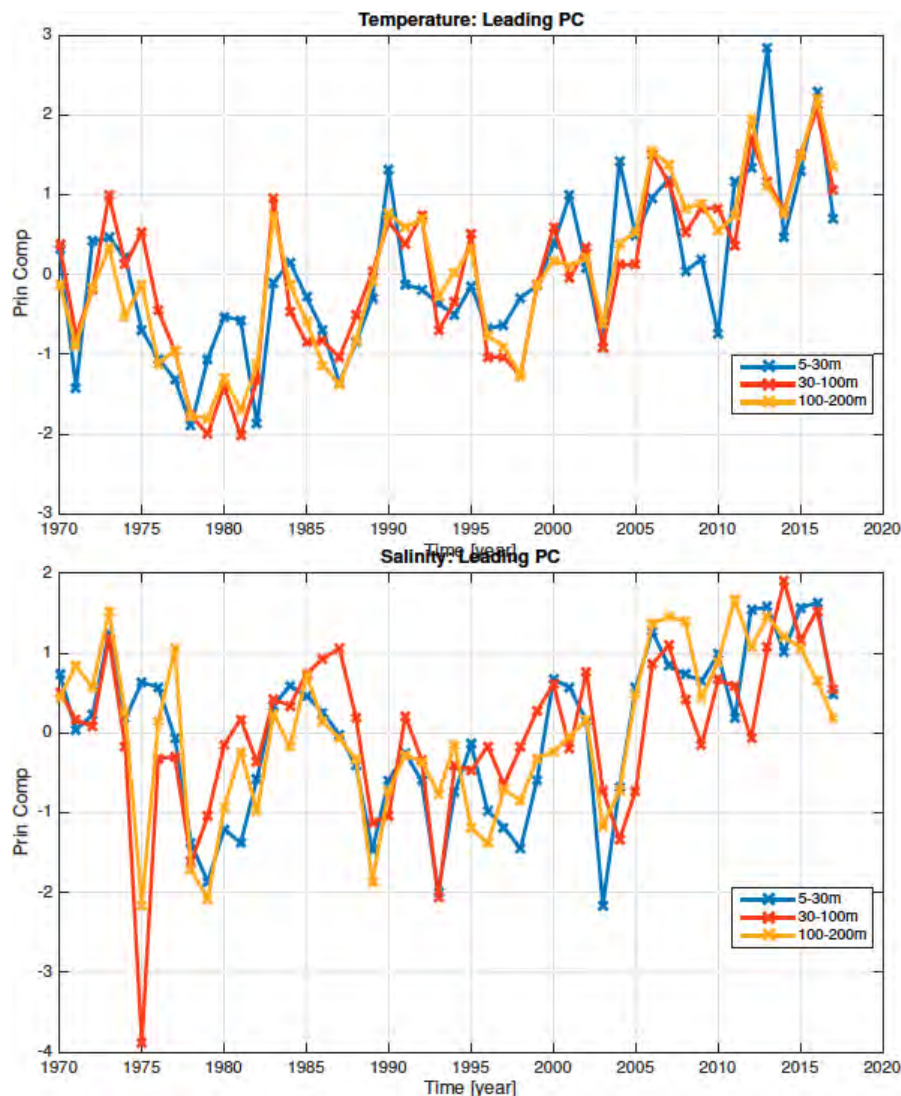 Temperature: Leading PC
3
2
1
0
-1
-2
-3
Prin Comp
5-30m
30-100m
100-200m
1970 1975 1980 1985 1990 1995 2000 2005 2010 2015 2020
Time [year]
Salinity: Leading PC
2
1
0
-1
-2
-3
-4
Prin Comp
5-30m
30-100m
100-200m
1970 1975 1980 1985 1990 1995 2000 2005 2010 2015 2020
Time [year]